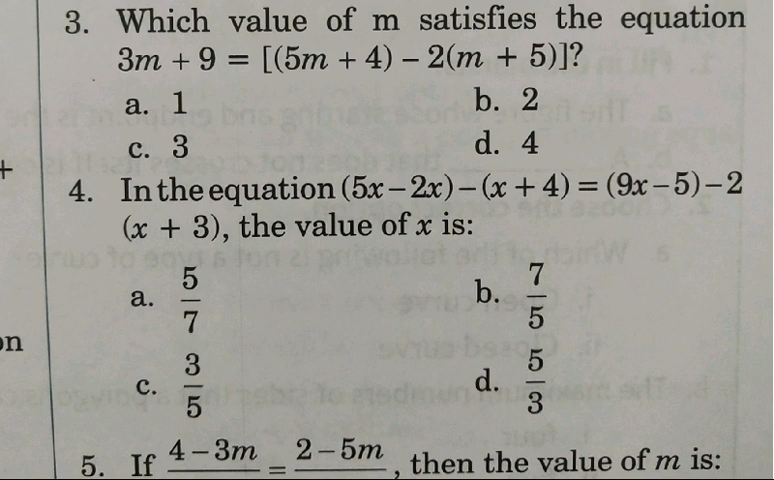 3. Which value of m satisfies the equation
3m + 9 = [(5m + 4) – 2(m + 5)]?
a. 1 b. 2
c. 3 d. 4
+
4. In the equation (5x – 2x) – (x + 4) = (9x – 5) – 2
(x + 3), the value of x is:
a. 5/7 b. 7/5
on
c. 3/5 d. 5/3
5. If 4 – 3m = 2 – 5m, then the value of m is: